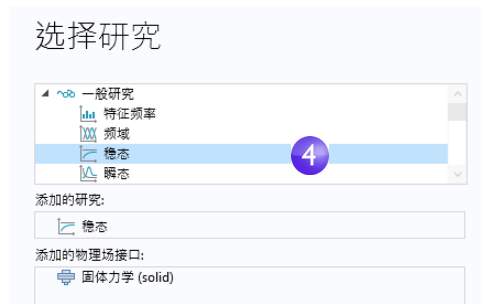 选择研究
一般研究
特征频率
频域
稳态
4
瞬态
添加的研究:
稳态
添加的物理场接口:
固体力学 (solid)